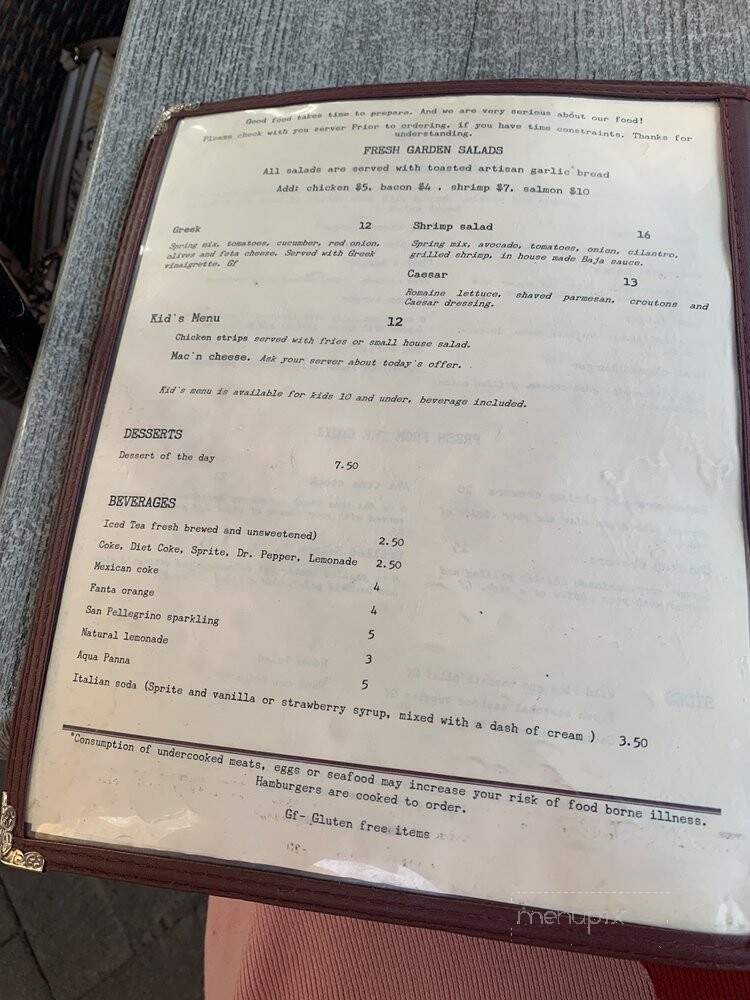 Good food takes time to prepare. And we are very serious about our food!
Please check with you server Prior to ordering, if you have time constraints. Thanks for
understanding.
FRESH GARDEN SALADS
All salads are served with toasted artisan garlic bread
Add: chicken $5, bacon $4 , shrimp $7, salmon $10
Greek 12
Spring mix, tomatoes, cucumber, red onion,
olives and feta cheese. Served with Greek
vinaigrette. Gf
Shrimp salad 16
Spring mix, avocado, tomatoes, onion, cilantro,
grilled shrimp, in house made Baja sauce.
Caesar 13
Romaine lettuce, shaved parmesan, croutons and
Caesar dressing.
Kid's Menu 12
Chicken strips served with fries or small house salad.
Mac'n cheese. Ask your server about today's offer.
Kid's menu is available for kids 10 and under, beverage included.
DESSERTS
Dessert of the day 7.50
BEVERAGES
Iced Tea fresh brewed and unsweetened) 2.50
Coke, Diet Coke, Sprite, Dr. Pepper, Lemonade 2.50
Mexican coke 4
Fanta orange 4
San Pellegrino sparkling 5
Natural lemonade 3
Aqua Panna 5
Italian soda (Sprite and vanilla or strawberry syrup, mixed with a dash of cream ) 3.50
*Consumption of undercooked meats, eggs or seafood may increase your risk of food borne illness.
Hamburgers are cooked to order.
Gf- Gluten free items
menupix